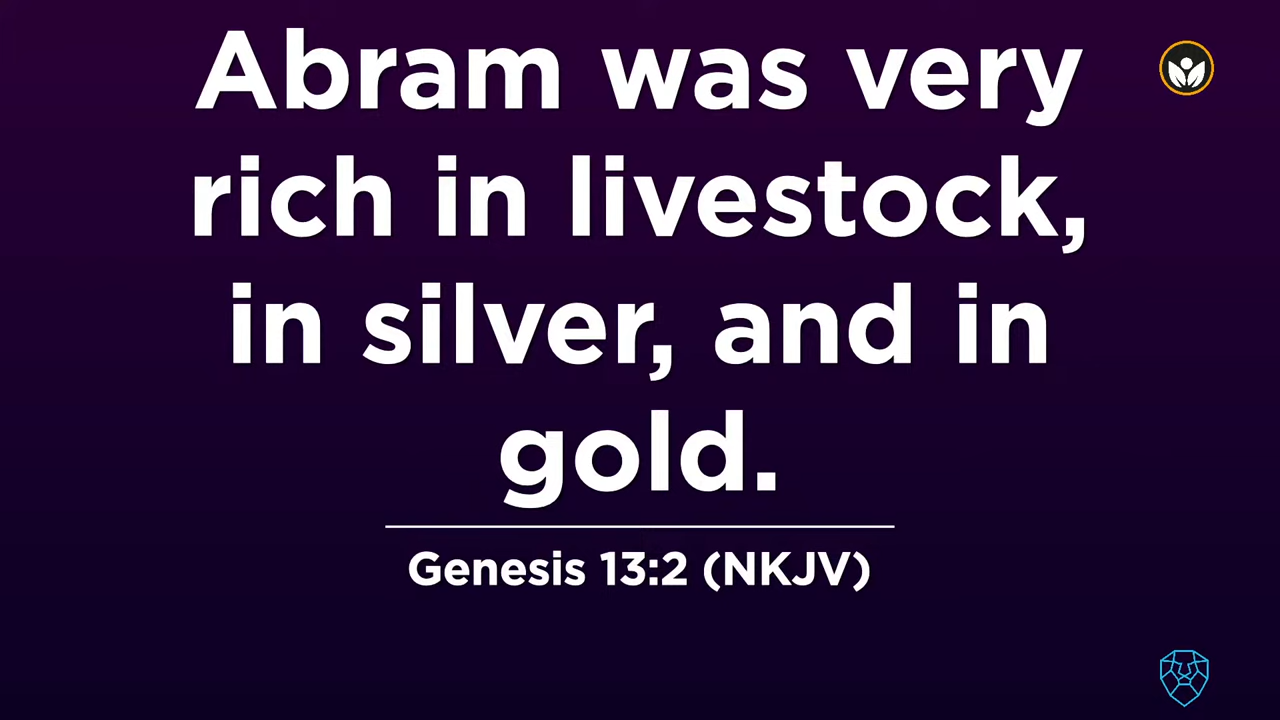 Abram was very
rich in livestock,
in silver, and in
gold.
Genesis 13:2 (NKJV)